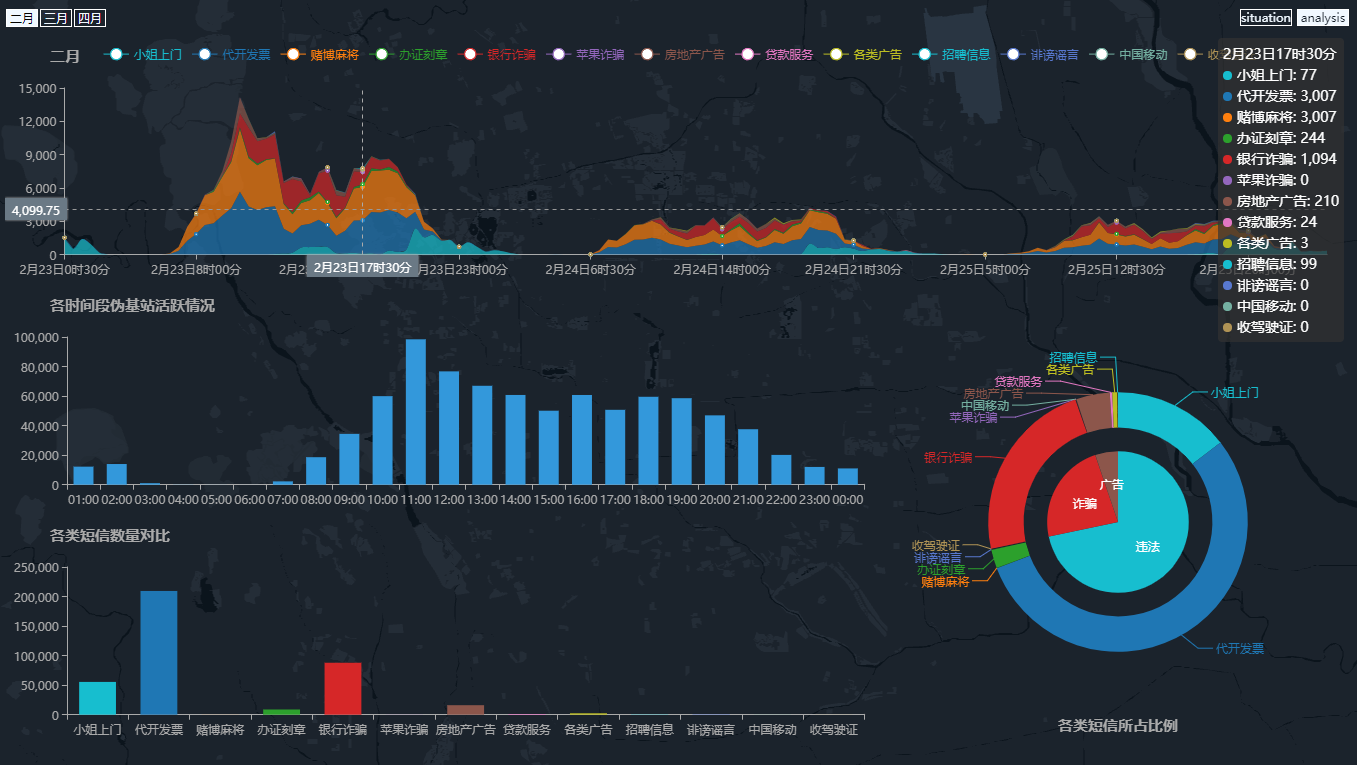 二月 三月 四月
situation analysis
二月 小姐上门 代开发票 赌博麻将 办证刻章 银行诈骗 苹果诈骗 房地产广告 贷款服务 各类广告 招聘信息 诽谤谣言 中国移动
2月23日17时30分
小姐上门: 77
代开发票: 3,007
赌博麻将: 3,007
办证刻章: 244
银行诈骗: 1,094
苹果诈骗: 0
房地产广告: 210
贷款服务: 24
各类广告: 3
招聘信息: 99
诽谤谣言: 0
中国移动: 0
收驾驶证: 0
15,000
12,000
9,000
6,000
4,099.75
3,000
0
2月23日0时30分 2月23日8时00分 2月23日17时30分 2月23日23时00分 2月24日6时30分 2月24日14时00分 2月24日21时30分 2月25日5时00分 2月25日12时30分
各时间段伪基站活跃情况
100,000
80,000
60,000
40,000
20,000
0
01:00 02:00 03:00 04:00 05:00 06:00 07:00 08:00 09:00 10:00 11:00 12:00 13:00 14:00 15:00 16:00 17:00 18:00 19:00 20:00 21:00 22:00 23:00 00:00
各类短信数量对比
250,000
200,000
150,000
100,000
50,000
0
小姐上门 代开发票 赌博麻将 办证刻章 银行诈骗 苹果诈骗 房地产广告 贷款服务 各类广告 招聘信息 诽谤谣言 中国移动 收驾驶证
招聘信息
各类广告
贷款服务
房地产广告
中国移动
苹果诈骗
小姐上门
银行诈骗
广告
诈骗
违法
收驾驶证
诽谤谣言
办证刻章
赌博麻将
代开发票
各类短信所占比例